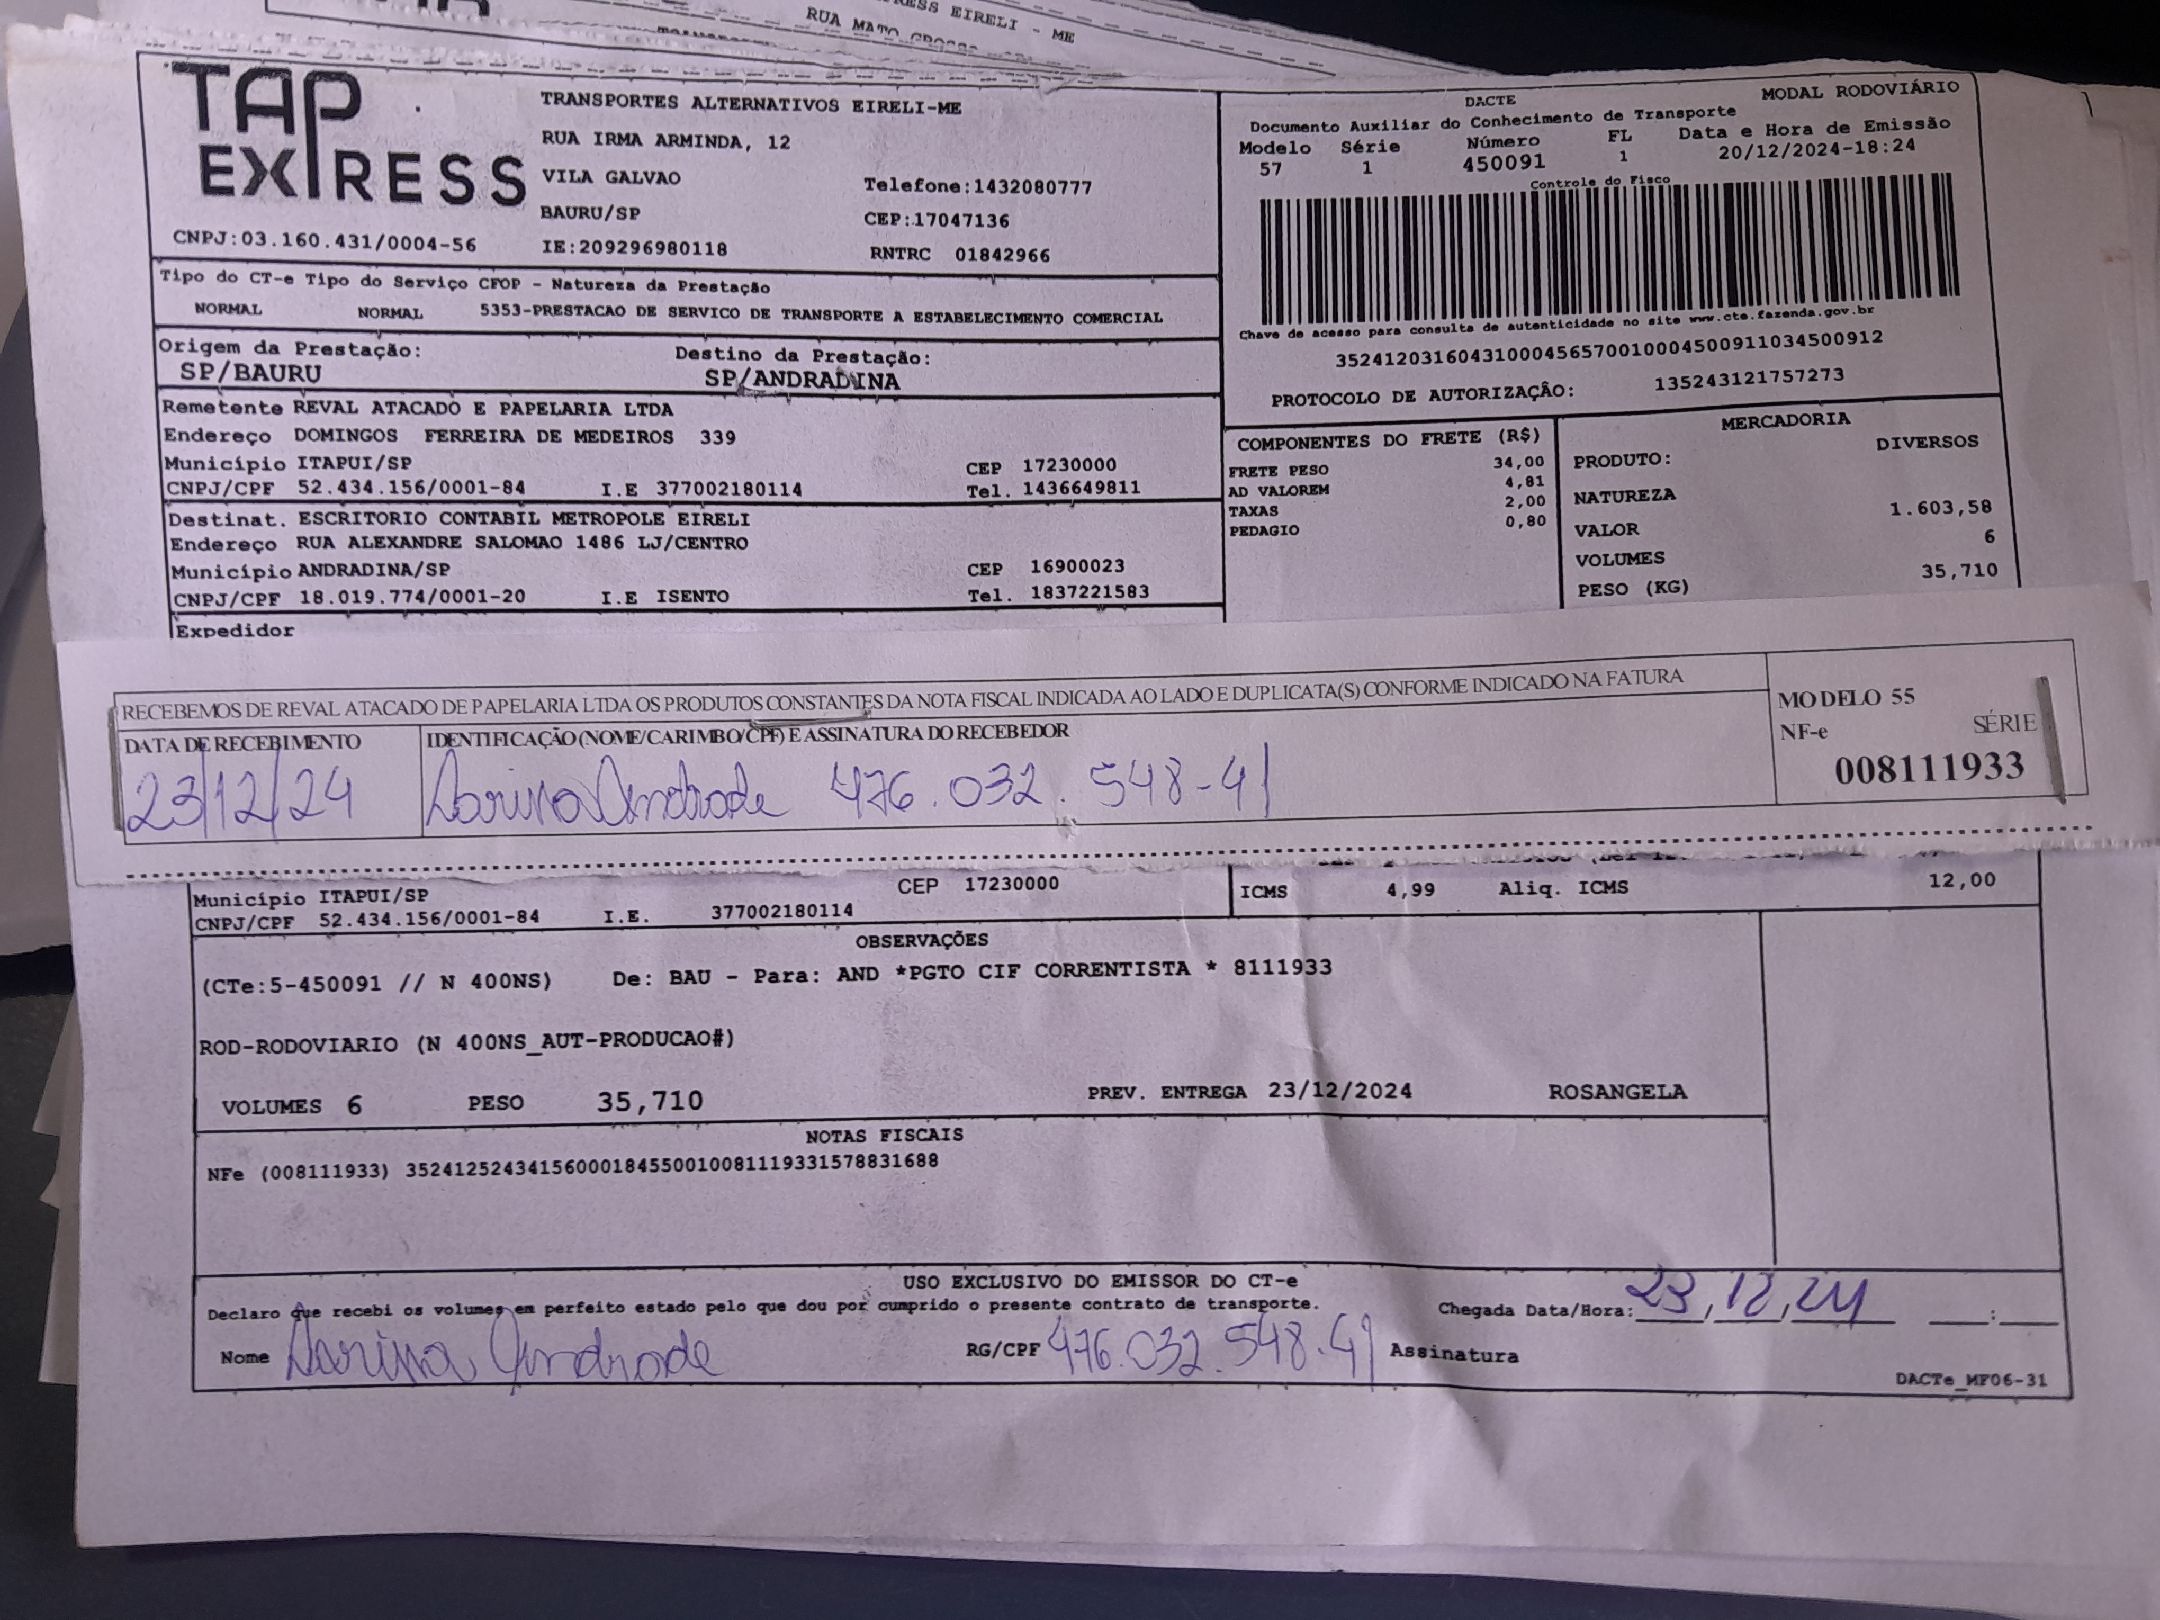 RESS EIRELI - ME
RUA MATO GROSSO
TAP EXPRESS
TRANSPORTES ALTERNATIVOS EIRELI-ME
RUA IRMA ARMINDA, 12
VILA GALVAO
Telefone:1432080777
BAURU/SP
CEP:17047136
CNPJ:03.160.431/0004-56
IE:209296980118
RNTRC 01842966
DACTE
MODAL RODOVIÁRIO
Documento Auxiliar do Conhecimento de Transporte
Modelo Série Número FL Data e Hora de Emissão
57 1 450091 1 20/12/2024-18:24
Controle do Fisco
Chave de acesso para consulta de autenticidade no site www.cte.fazenda.gov.br
35241203160431000456570010004500911034500912
PROTOCOLO DE AUTORIZAÇÃO: 135243121757273
Tipo do CT-e Tipo do Serviço CFOP - Natureza da Prestação
NORMAL NORMAL 5353-PRESTACAO DE SERVICO DE TRANSPORTE A ESTABELECIMENTO COMERCIAL
Origem da Prestação: Destino da Prestação:
SP/BAURU SP/ANDRADINA
Remetente REVAL ATACADO E PAPELARIA LTDA
Endereço DOMINGOS FERREIRA DE MEDEIROS 339
Município ITAPUI/SP CEP 17230000
CNPJ/CPF 52.434.156/0001-84 I.E 377002180114 Tel. 1436649811
Destinat. ESCRITORIO CONTABIL METROPOLE EIRELI
Endereço RUA ALEXANDRE SALOMAO 1486 LJ/CENTRO
Município ANDRADINA/SP CEP 16900023
CNPJ/CPF 18.019.774/0001-20 I.E ISENTO Tel. 1837221583
Expedidor
COMPONENTES DO FRETE (R$)
FRETE PESO 34,00
AD VALOREM 4,81
TAXAS 2,00
PEDAGIO 0,80
MERCADORIA
PRODUTO: DIVERSOS
NATUREZA
VALOR 1.603,58
VOLUMES 6
PESO (KG) 35,710
RECEBEMOS DE REVAL ATACADO DE PAPELARIA LTDA OS PRODUTOS CONSTANTES DA NOTA FISCAL INDICADA AO LADO E DUPLICATA(S) CONFORME INDICADO NA FATURA
DATA DE RECEBIMENTO
IDENTIFICAÇÃO (NOME/CARIMBO/CPF) E ASSINATURA DO RECEBEDOR
23/12/24
Larissa Andrade 476.032.548-41
MODELO 55
NF-e SÉRIE
008111933
Município ITAPUI/SP CEP 17230000
CNPJ/CPF 52.434.156/0001-84 I.E. 377002180114
ICMS 4,99 Aliq. ICMS 12,00
OBSERVAÇÕES
(CTe:5-450091 // N 400NS) De: BAU - Para: AND *PGTO CIF CORRENTISTA * 8111933
ROD-RODOVIARIO (N 400NS_AUT-PRODUCAO#)
VOLUMES 6 PESO 35,710 PREV. ENTREGA 23/12/2024 ROSANGELA
NOTAS FISCAIS
NFe (008111933) 35241252434156000184550010081119331578831688
USO EXCLUSIVO DO EMISSOR DO CT-e
Declaro que recebi os volumes em perfeito estado pelo que dou por cumprido o presente contrato de transporte.
Chegada Data/Hora: 23,12,24 :
Nome Larissa Andrade RG/CPF 476.032.548.41 Assinatura
DACTe_MF06-31